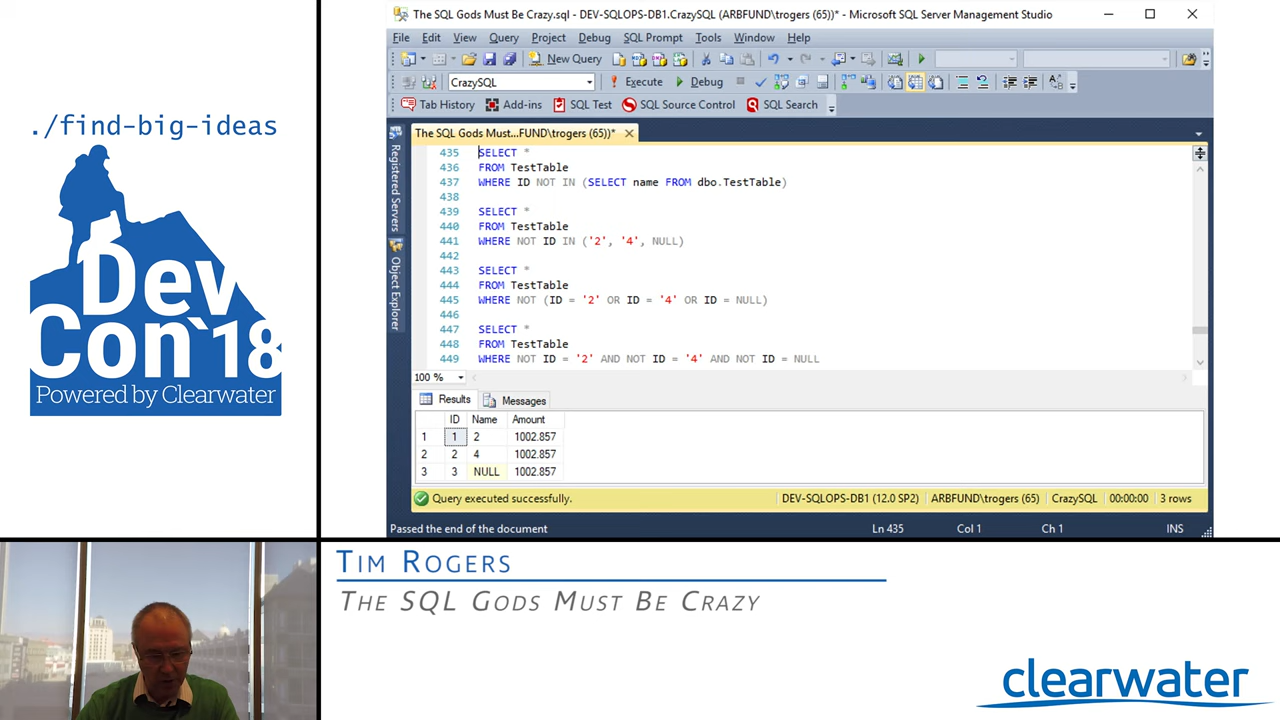 ./find-big-ideas
Dev
Con`18
Powered by Clearwater
The SQL Gods Must Be Crazy.sql - DEV-SQLOPS-DB1.CrazySQL (ARBFUND\trogers (65))* - Microsoft SQL Server Management Studio
File Edit View Query Project Debug SQL Prompt Tools Window Help
New Query
CrazySQL Execute Debug
Tab History Add-ins SQL Test SQL Source Control SQL Search
The SQL Gods Must...FUND\trogers (65))*
Registered Servers
Object Explorer
435 SELECT *
436 FROM TestTable
437 WHERE ID NOT IN (SELECT name FROM dbo.TestTable)
438
439 SELECT *
440 FROM TestTable
441 WHERE NOT ID IN ('2', '4', NULL)
442
443 SELECT *
444 FROM TestTable
445 WHERE NOT (ID = '2' OR ID = '4' OR ID = NULL)
446
447 SELECT *
448 FROM TestTable
449 WHERE NOT ID = '2' AND NOT ID = '4' AND NOT ID = NULL
100 %
Results Messages
ID Name Amount
1 1 2 1002.857
2 2 4 1002.857
3 3 NULL 1002.857
Query executed successfully. DEV-SQLOPS-DB1 (12.0 SP2) ARBFUND\trogers (65) CrazySQL 00:00:00 3 rows
Passed the end of the document Ln 435 Col 1 Ch 1 INS
TIM ROGERS
THE SQL GODS MUST BE CRAZY
clearwater